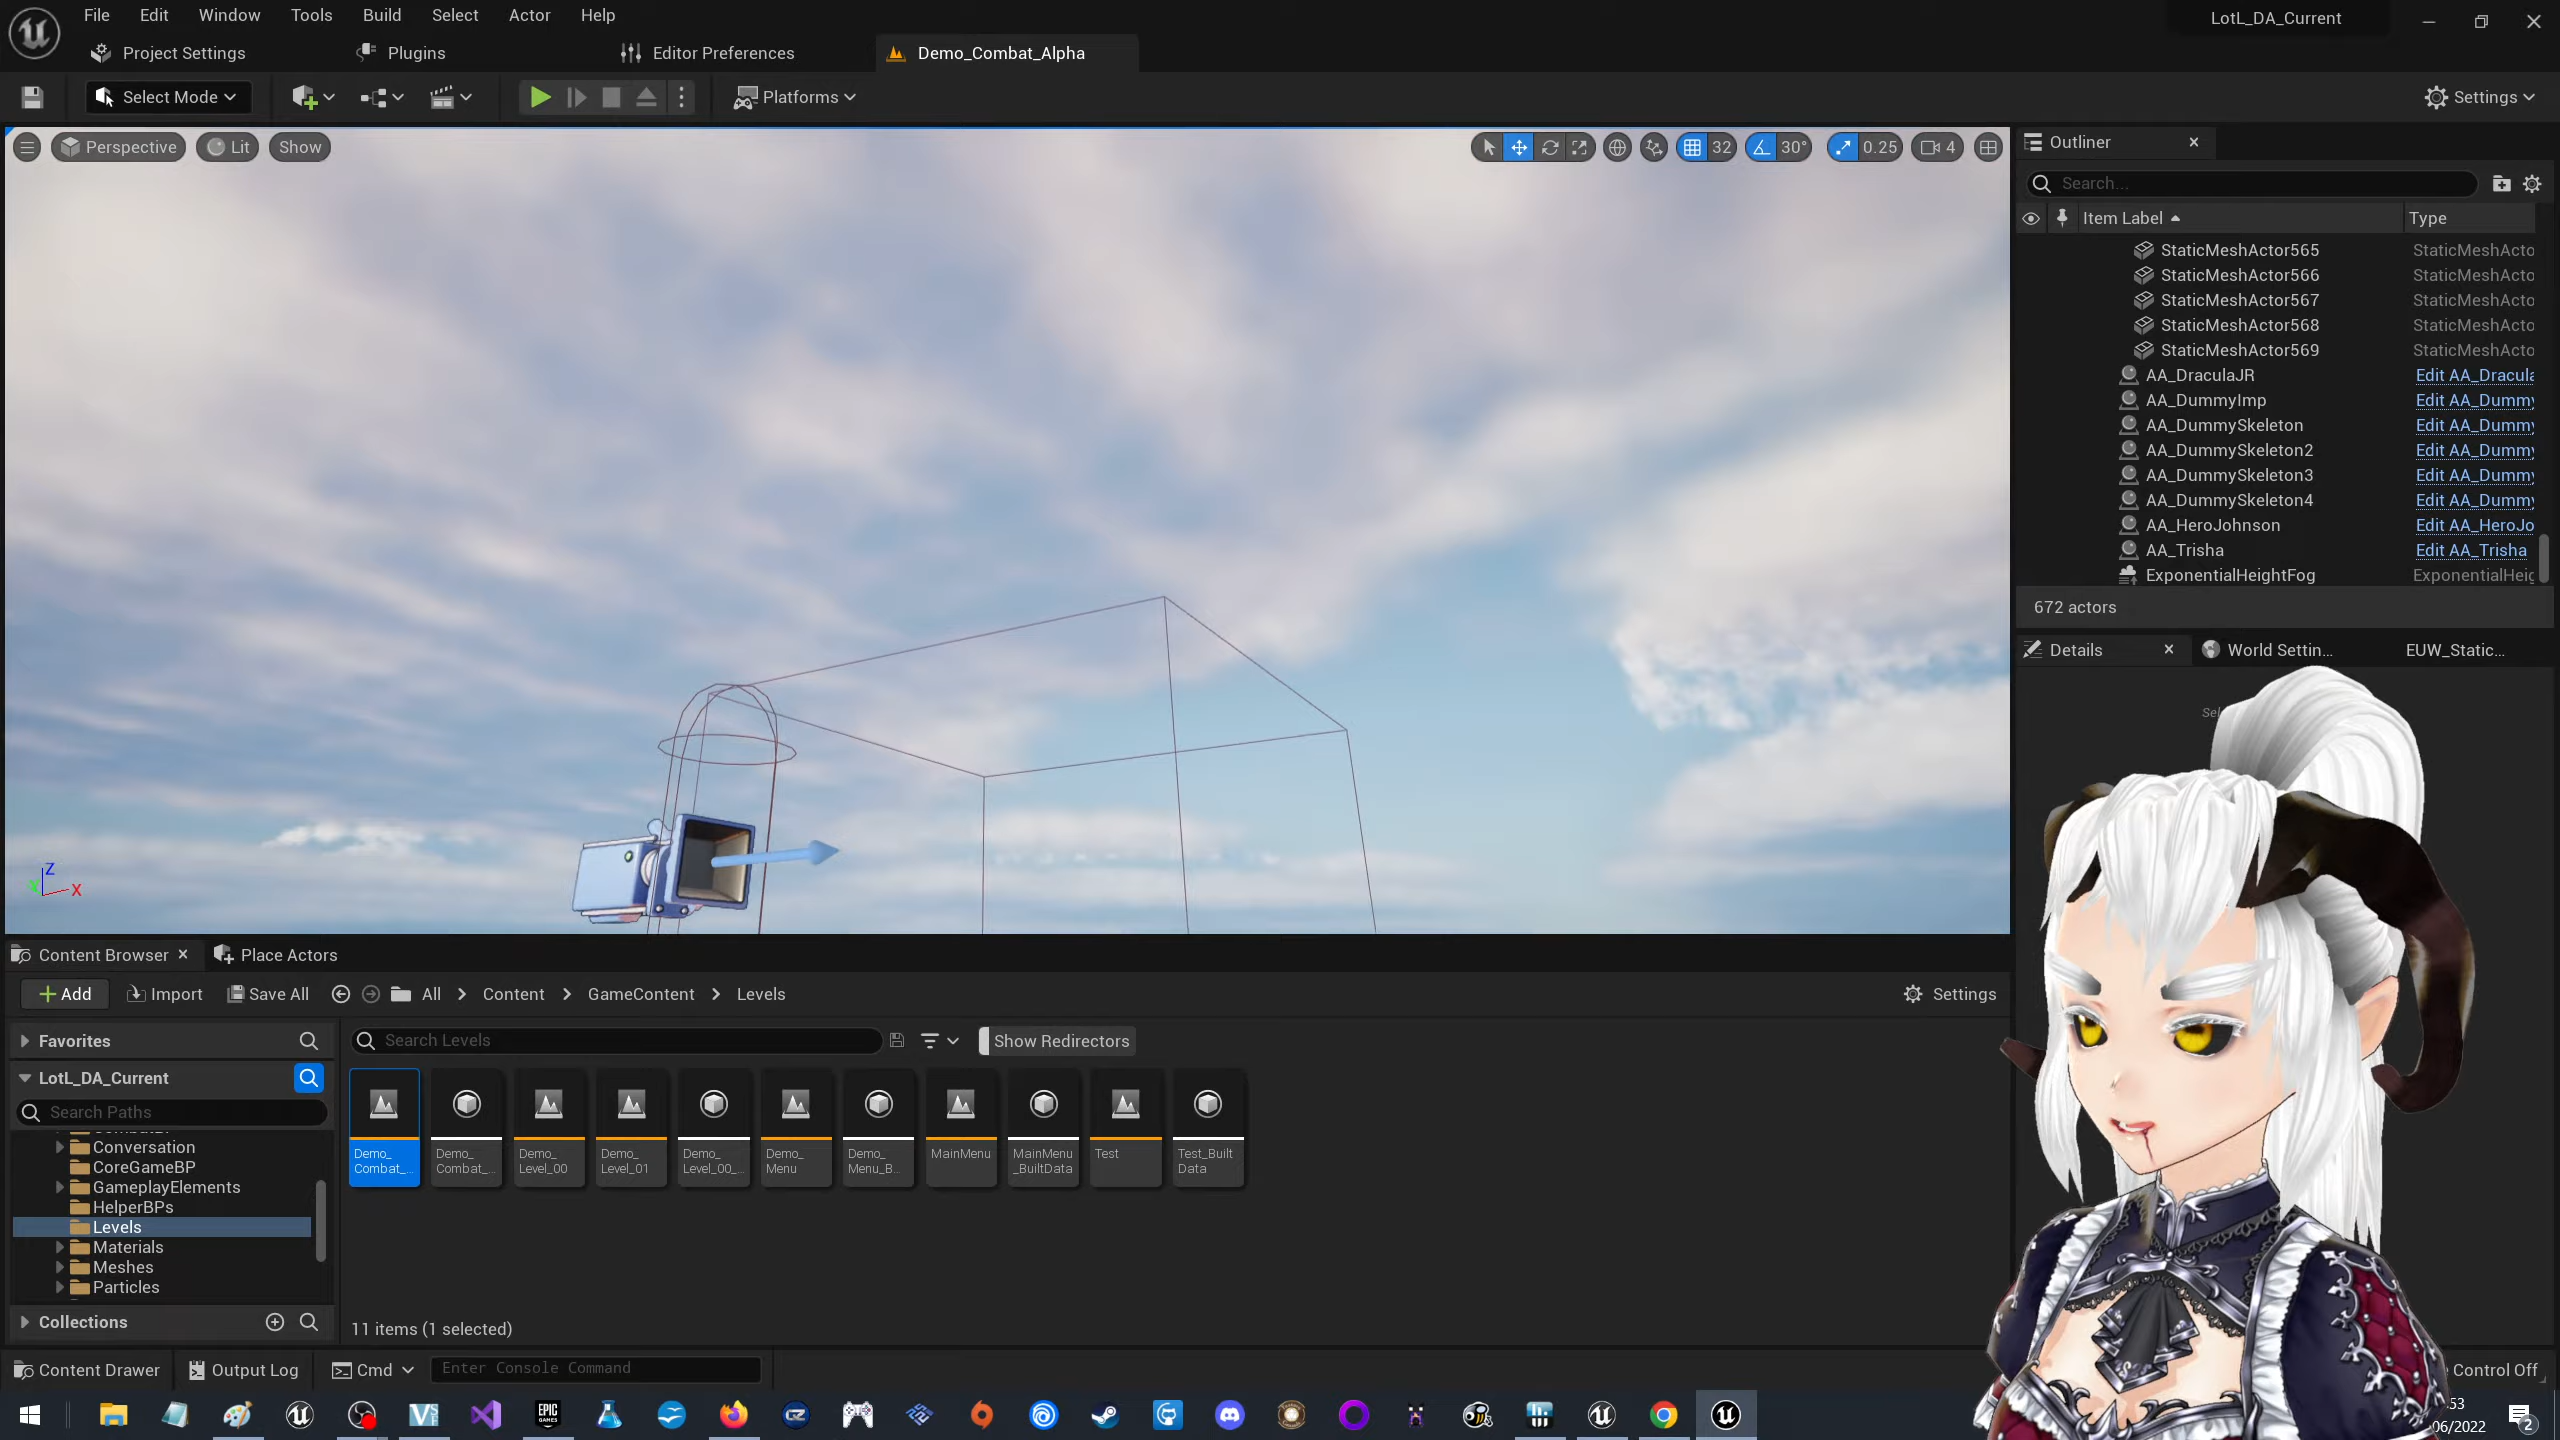 File Edit Window Tools Build Select Actor Help
LotL_DA_Current
Project Settings Plugins Editor Preferences Demo_Combat_Alpha
Select Mode Platforms Settings
Perspective Lit Show 32 30° 0.25 4
Outliner
Search...
Item Label Type
StaticMeshActor565 StaticMeshActo
StaticMeshActor566 StaticMeshActo
StaticMeshActor567 StaticMeshActo
StaticMeshActor568 StaticMeshActo
StaticMeshActor569 StaticMeshActo
AA_DraculaJR Edit AA_Dracula
AA_DummyImp Edit AA_Dummy
AA_DummySkeleton Edit AA_Dummy
AA_DummySkeleton2 Edit AA_Dummy
AA_DummySkeleton3 Edit AA_Dummy
AA_DummySkeleton4 Edit AA_Dummy
AA_HeroJohnson Edit AA_HeroJo
AA_Trisha Edit AA_Trisha
ExponentialHeightFog ExponentialHeig
672 actors
Details World Settin... EUW_Static...
Sel
Z
Y X
Content Browser Place Actors
Add Import Save All All Content GameContent Levels Settings
Favorites
LotL_DA_Current
Search Paths
Conversation
CoreGameBP
GameplayElements
HelperBPs
Levels
Materials
Meshes
Particles
Collections
Search Levels Show Redirectors
Demo_ Combat_...
Demo_ Combat_...
Demo_ Level_00
Demo_ Level_01
Demo_ Level_00_...
Demo_ Menu
Demo_ Menu_B...
MainMenu
MainMenu _BuiltData
Test
Test_Built Data
11 items (1 selected)
Content Drawer Output Log Cmd Enter Console Command
Control Off
EPIC GAMES
53
06/2022
2